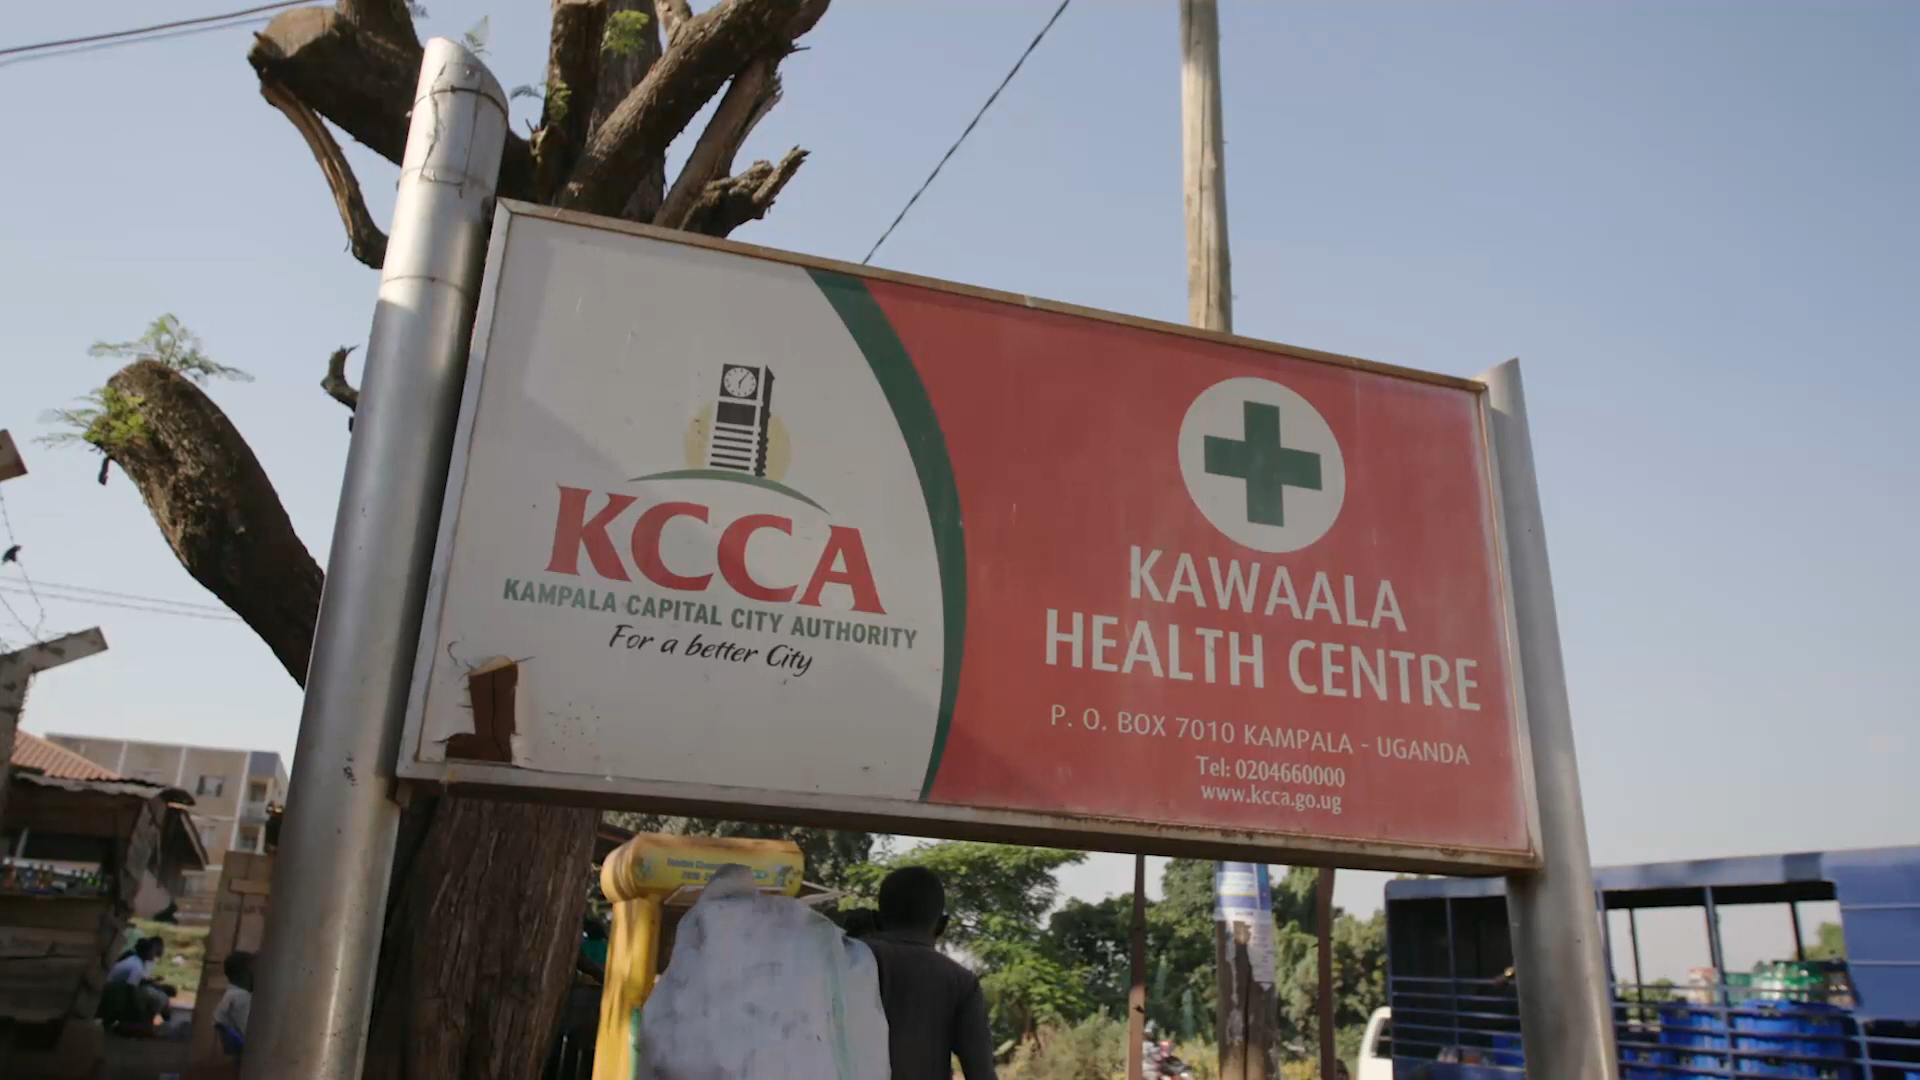 KCCA
KAMPALA CAPITAL CITY AUTHORITY
For a better City
KAWAALA
HEALTH CENTRE
P. O. BOX 7010 KAMPALA - UGANDA
Tel: 0204660000
www.kcca.go.ug